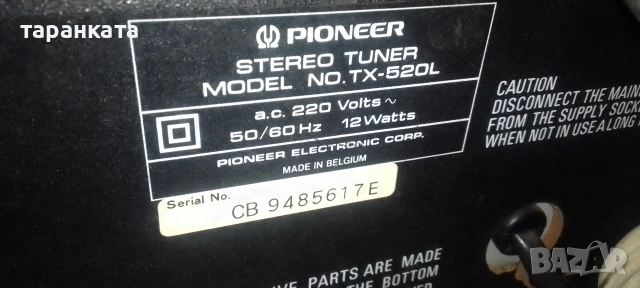 таранката
PIONEER
STEREO TUNER
MODEL NO. TX-520L
a.c. 220 Volts ~
50/60 Hz 12 Watts
PIONEER ELECTRONIC CORP.
MADE IN BELGIUM
Serial No. CB 9485617E
CAUTION
DISCONNECT THE MAINS
FROM THE SUPPLY SOC
WHEN NOT IN USE A LONG
PARTS ARE MADE
THE BOTTOM
BAZAR